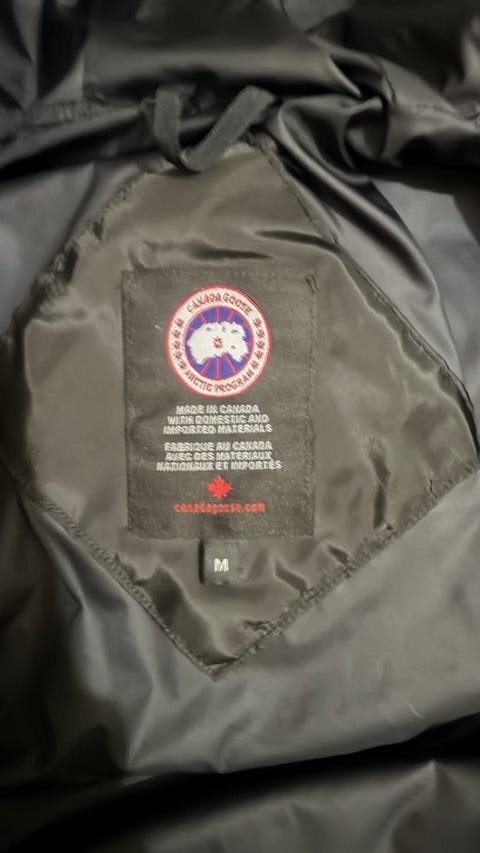 CANADA GOOSE
ARCTIC PROGRAM
MADE IN CANADA
WITH DOMESTIC AND
IMPORTED MATERIALS
FABRIQUÉ AU CANADA
AVEC DES MATERIAUX
NATIONAUX ET IMPORTÉS
canadagoose.com
M